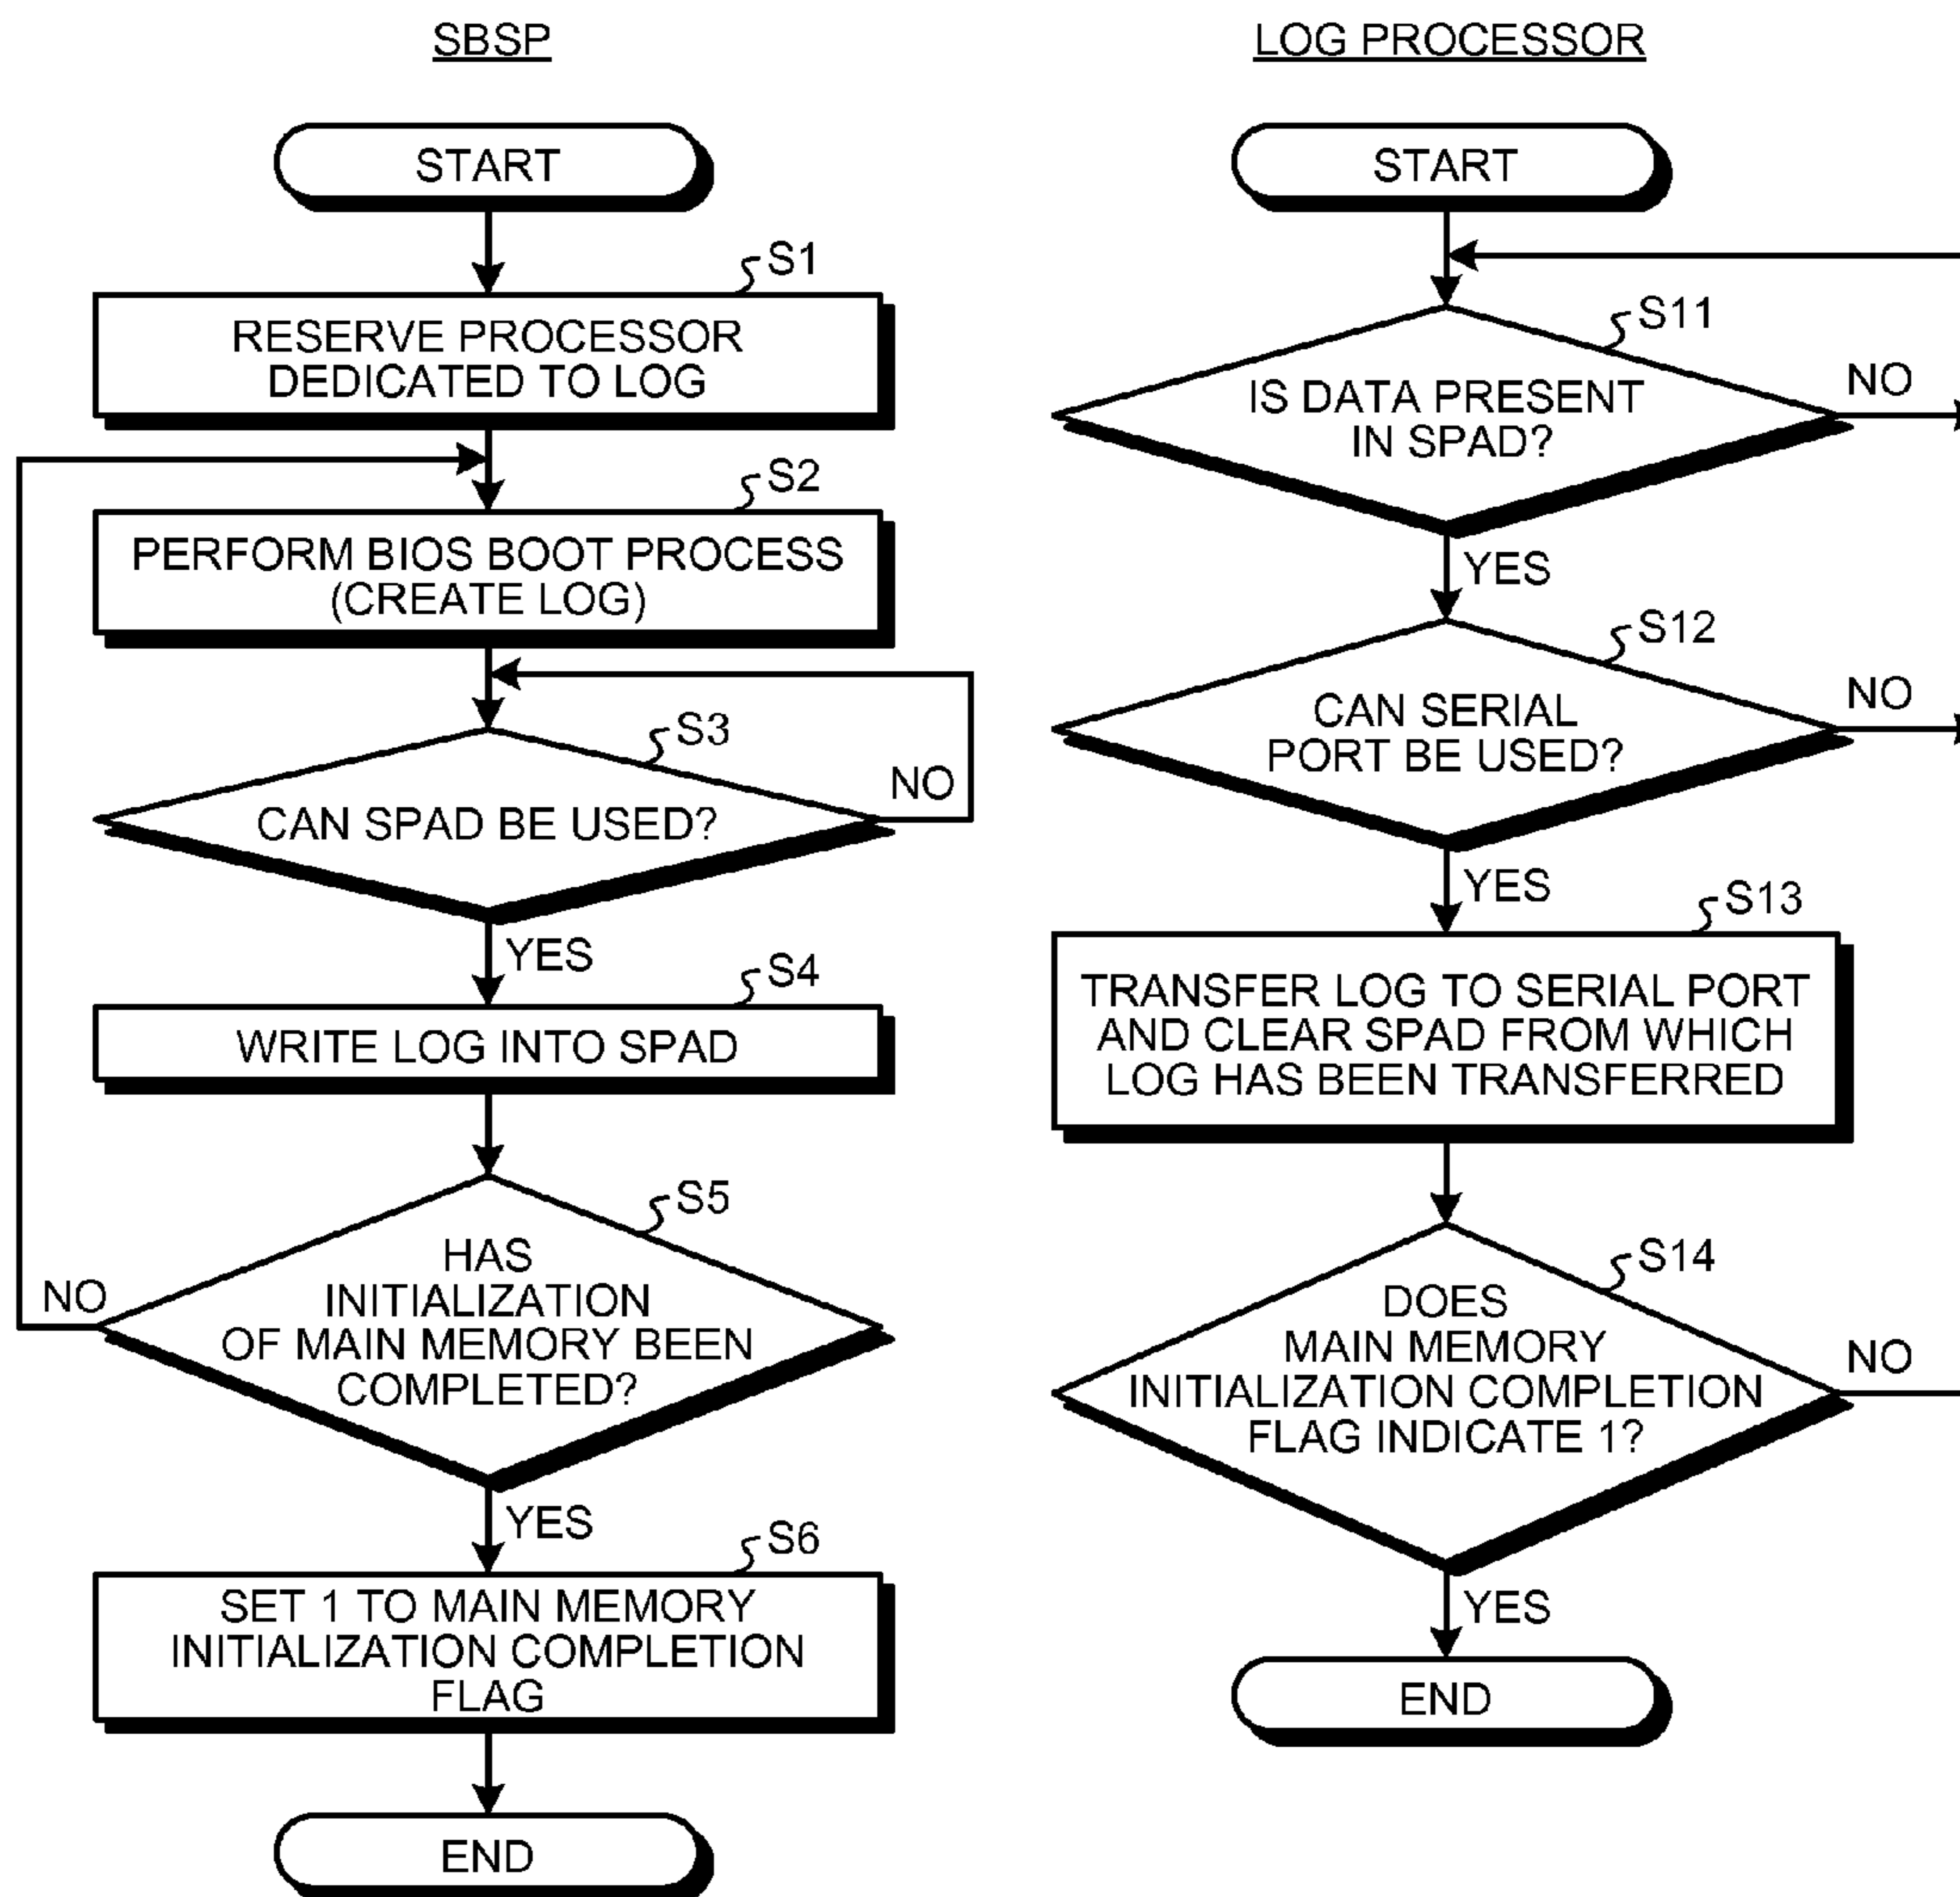 SBSP
START
S1
RESERVE PROCESSOR
DEDICATED TO LOG
S2
PERFORM BIOS BOOT PROCESS
(CREATE LOG)
S3
CAN SPAD BE USED?
NO
YES
S4
WRITE LOG INTO SPAD
S5
HAS
INITIALIZATION
OF MAIN MEMORY BEEN
COMPLETED?
NO
YES
S6
SET 1 TO MAIN MEMORY
INITIALIZATION COMPLETION
FLAG
END
LOG PROCESSOR
START
S11
IS DATA PRESENT
IN SPAD?
NO
YES
S12
CAN SERIAL
PORT BE USED?
NO
YES
S13
TRANSFER LOG TO SERIAL PORT
AND CLEAR SPAD FROM WHICH
LOG HAS BEEN TRANSFERRED
S14
DOES
MAIN MEMORY
INITIALIZATION COMPLETION
FLAG INDICATE 1?
NO
YES
END